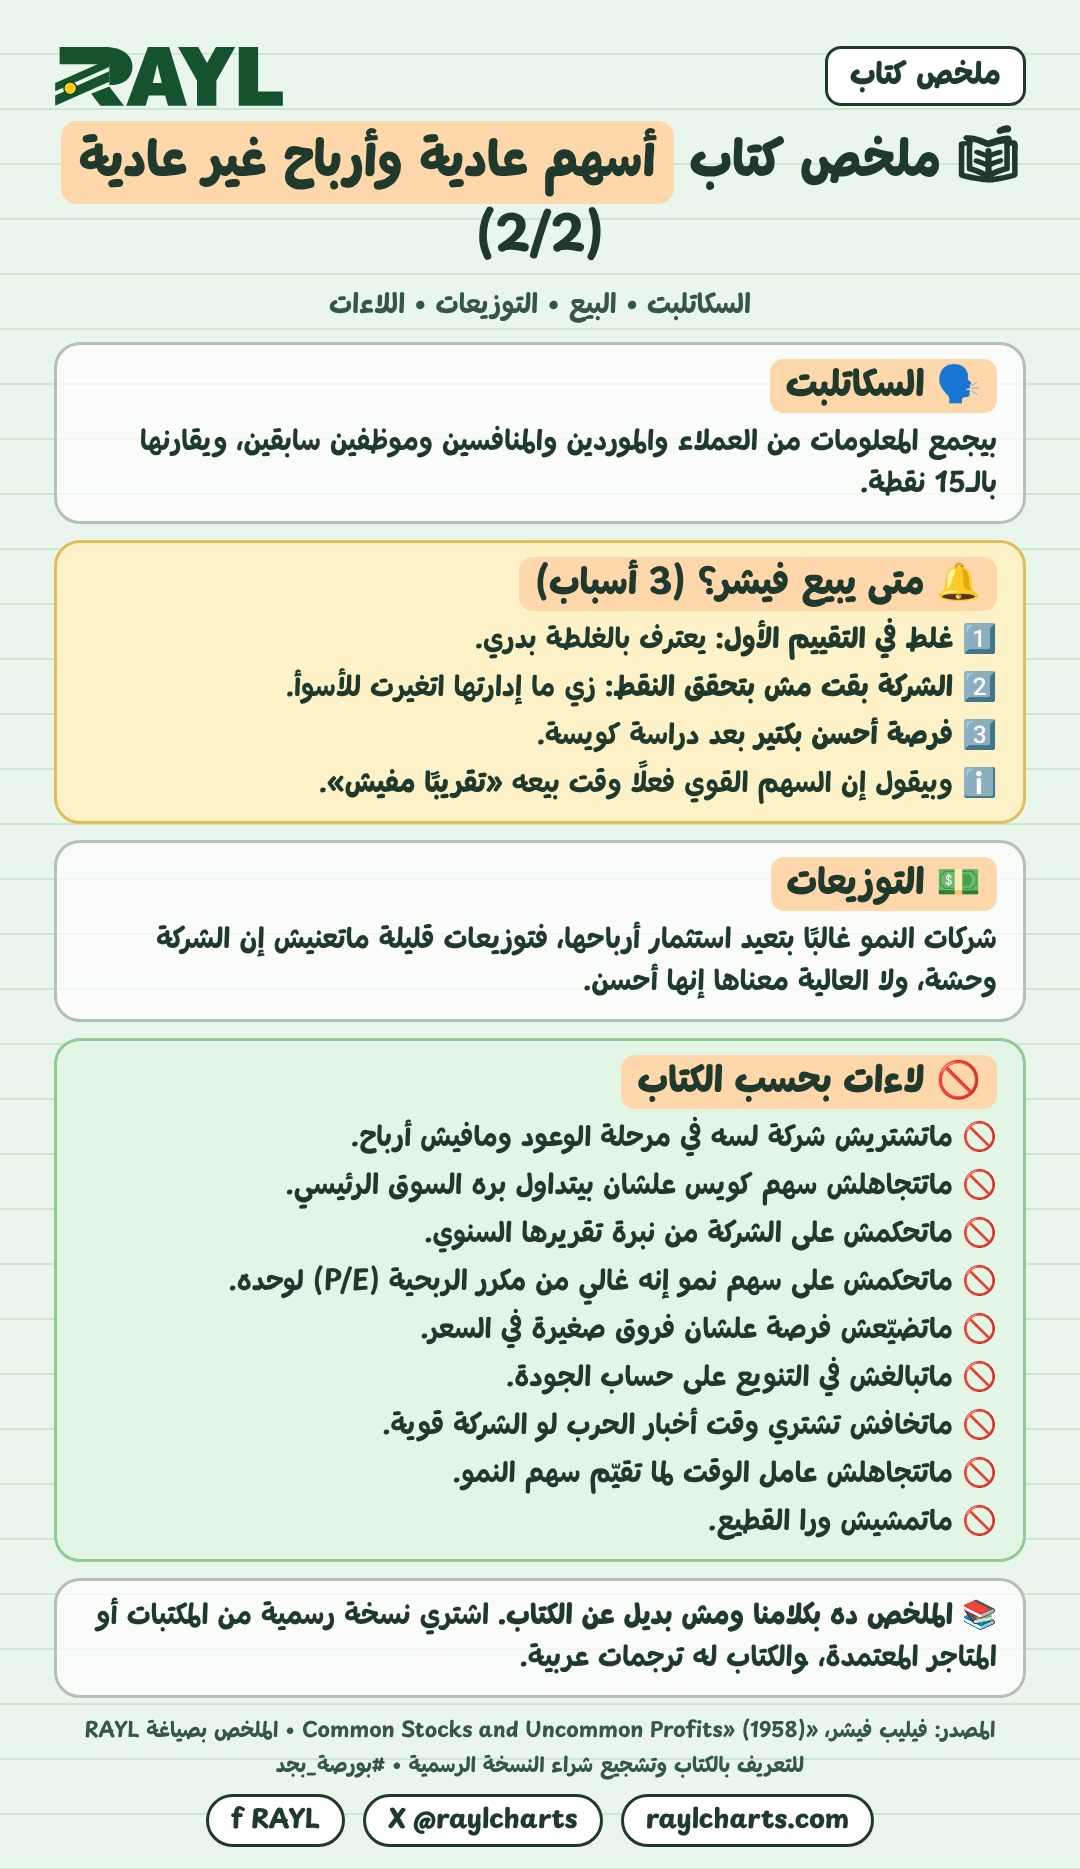 RAYL
ملخص كتاب
ملخص كتاب أسهم عادية وأرباح غير عادية
(2/2)
السكاتلبت • البيع • التوزيعات • اللاءات
🗣️ السكاتلبت
بيجمع المعلومات من العملاء والموردين والمنافسين وموظفين سابقين، ويقارنها
بالـ15 نقطة.
🔔 متى يبيع فيشر؟ (3 أسباب)
1️⃣ غلط في التقييم الأول: يعترف بالغلطة بدري.
2️⃣ الشركة بقت مش بتحقق النقط: زي ما إدارتها اتغيرت للأسوأ.
3️⃣ فرصة أحسن بكتير بعد دراسة كويسة.
ℹ️ وبيقول إن السهم القوي فعلًا وقت بيعه «تقريبًا مفيش».
💵 التوزيعات
شركات النمو غالبًا بتعيد استثمار أرباحها، فتوزيعات قليلة ماتعنيش إن الشركة
وحشة، ولا العالية معناها إنها أحسن.
🚫 لاءات بحسب الكتاب
🚫 ماتشتريش شركة لسه في مرحلة الوعود ومافيش أرباح.
🚫 ماتتجاهلش سهم كويس علشان بيتداول بره السوق الرئيسي.
🚫 ماتحكمش على الشركة من نبرة تقريرها السنوي.
🚫 ماتحكمش على سهم نمو إنه غالي من مكرر الربحية (P/E) لوحده.
🚫 ماتضيّعش فرصة علشان فروق صغيرة في السعر.
🚫 ماتبالغش في التنويع على حساب الجودة.
🚫 ماتخافش تشتري وقت أخبار الحرب لو الشركة قوية.
🚫 ماتتجاهلش عامل الوقت لما تقيّم سهم النمو.
🚫 ماتمشيش ورا القطيع.
📚 الملخص ده بكلامنا ومش بديل عن الكتاب. اشتري نسخة رسمية من المكتبات أو
المتاجر المعتمدة، والكتاب له ترجمات عربية.
المصدر: فيليب فيشر، «Common Stocks and Uncommon Profits» (1958) • الملخص بصياغة RAYL
للتعريف بالكتاب وتشجيع شراء النسخة الرسمية • #بورصة_بجد
f RAYL
X @raylcharts
raylcharts.com